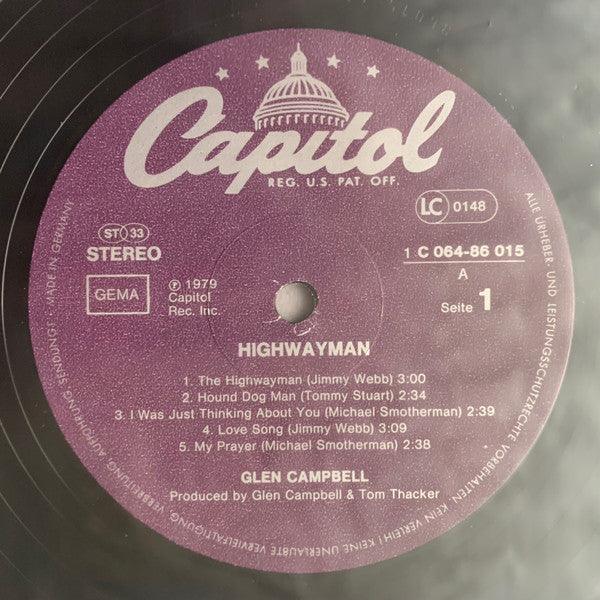 Capitol
REG. U.S. PAT. OFF.
LC 0148
ST 33
STEREO
1 C 064-86 015
A
GEMA
℗ 1979
Capitol
Rec. Inc.
Seite 1
HIGHWAYMAN
1. The Highwayman (Jimmy Webb) 3:00
2. Hound Dog Man (Tommy Stuart) 2:34
3. I Was Just Thinking About You (Michael Smotherman) 2:39
4. Love Song (Jimmy Webb) 3:09
5. My Prayer (Michael Smotherman) 2:38
GLEN CAMPBELL
Produced by Glen Campbell & Tom Thacker
ALLE URHEBER- UND LEISTUNGSSCHUTZRECHTE VORBEHALTEN. KEIN VERLEIH! KEINE UNERLAUBTE VERVIELFÄLTIGUNG, VERMIETUNG, AUFFÜHRUNG, SENDUNG! · MADE IN GERMANY